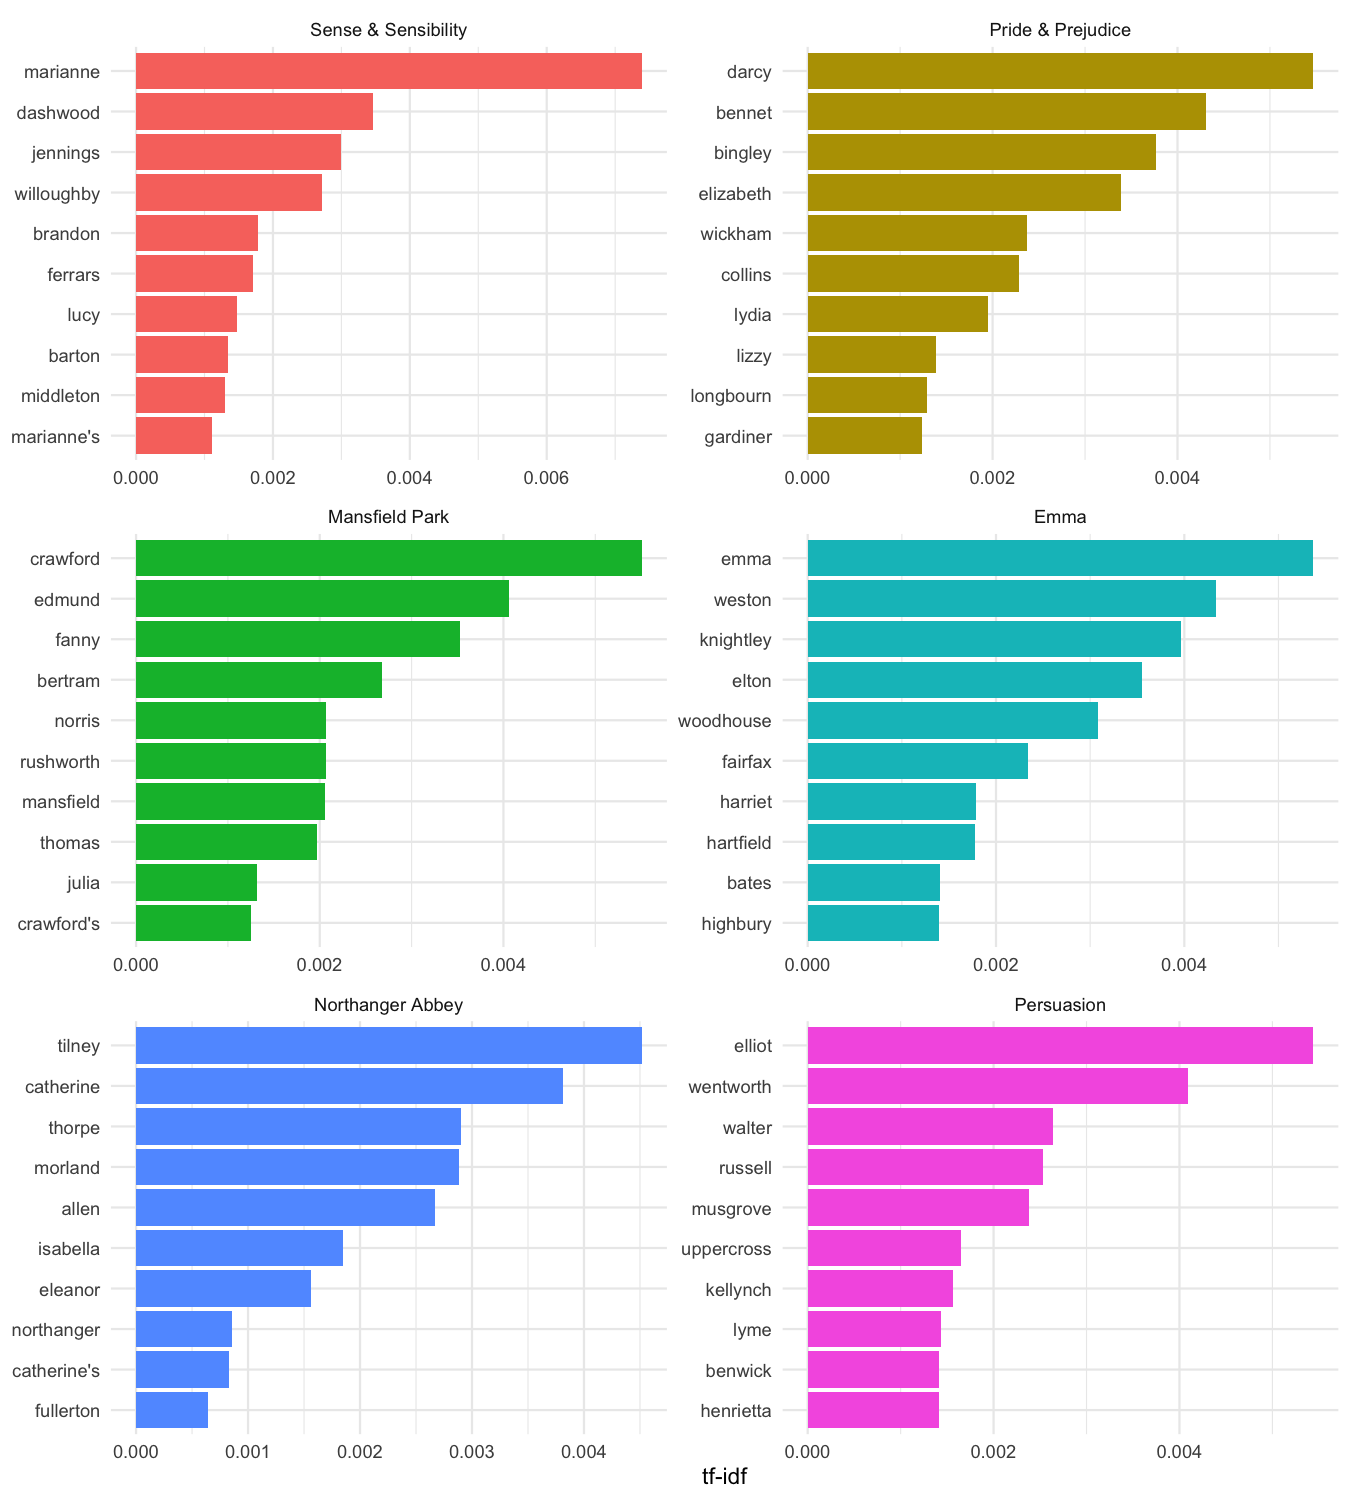 Sense & Sensibility
marianne
dashwood
jennings
willoughby
brandon
ferrars
lucy
barton
middleton
marianne's
0.000 0.002 0.004 0.006
Pride & Prejudice
darcy
bennet
bingley
elizabeth
wickham
collins
lydia
lizzy
longbourn
gardiner
0.000 0.002 0.004
Mansfield Park
crawford
edmund
fanny
bertram
norris
rushworth
mansfield
thomas
julia
crawford's
0.000 0.002 0.004
Emma
emma
weston
knightley
elton
woodhouse
fairfax
harriet
hartfield
bates
highbury
0.000 0.002 0.004
Northanger Abbey
tilney
catherine
thorpe
morland
allen
isabella
eleanor
northanger
catherine's
fullerton
0.000 0.001 0.002 0.003 0.004
Persuasion
elliot
wentworth
walter
russell
musgrove
uppercross
kellynch
lyme
benwick
henrietta
0.000 0.002 0.004
tf-idf